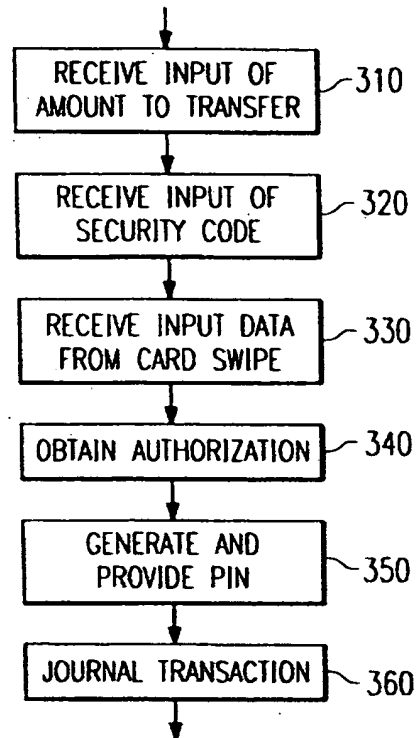 RECEIVE INPUT OF
AMOUNT TO TRANSFER
310
RECEIVE INPUT OF
SECURITY CODE
320
RECEIVE INPUT DATA
FROM CARD SWIPE
330
OBTAIN AUTHORIZATION
340
GENERATE AND
PROVIDE PIN
350
JOURNAL TRANSACTION
360